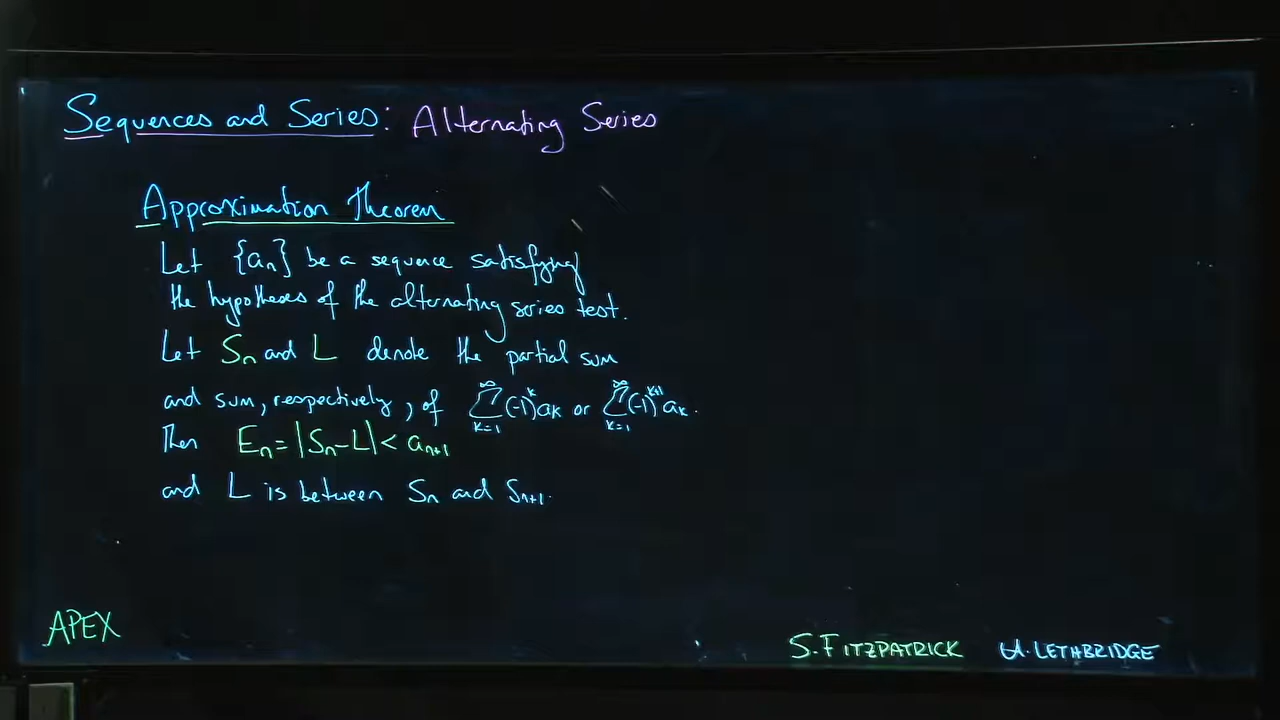 Sequences and Series: Alternating Series
Approximation Theorem
Let {aₙ} be a sequence satisfying
the hypotheses of the alternating series test.
Let Sₙ and L denote the partial sum
and sum, respectively, of ∑_{k=1}^{∞} (-1)^k aₖ or ∑_{k=1}^{∞} (-1)^{k+1} aₖ.
Then Eₙ = |Sₙ - L| < aₙ₊₁
and L is between Sₙ and Sₙ₊₁.
APEX
S. FITZPATRICK U. LETHBRIDGE